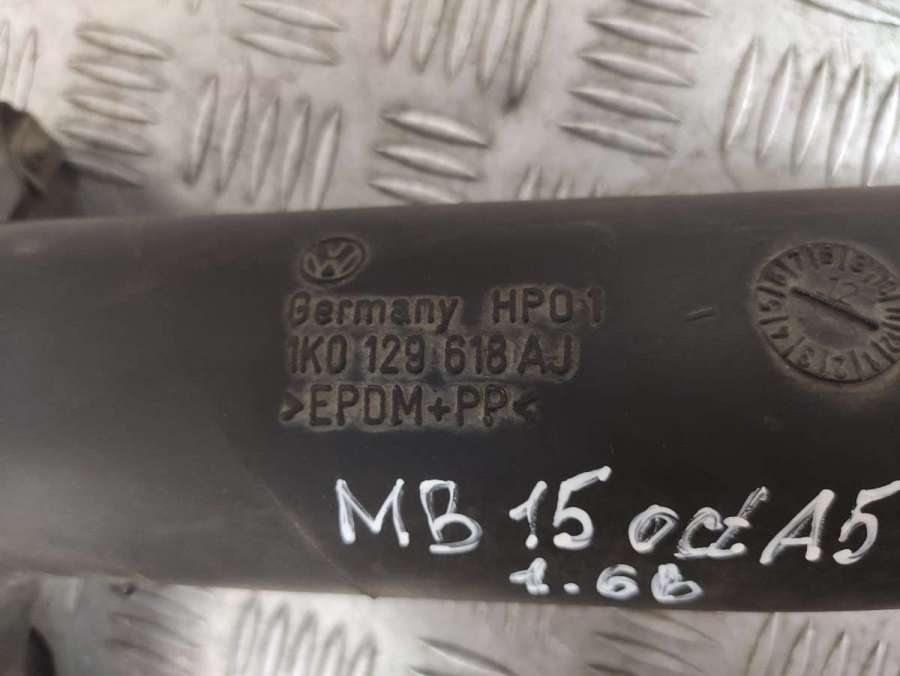 Germany HP01
1K0 129 618 AJ
>EPDM+PP<
MB 15 oct A5
1.6B